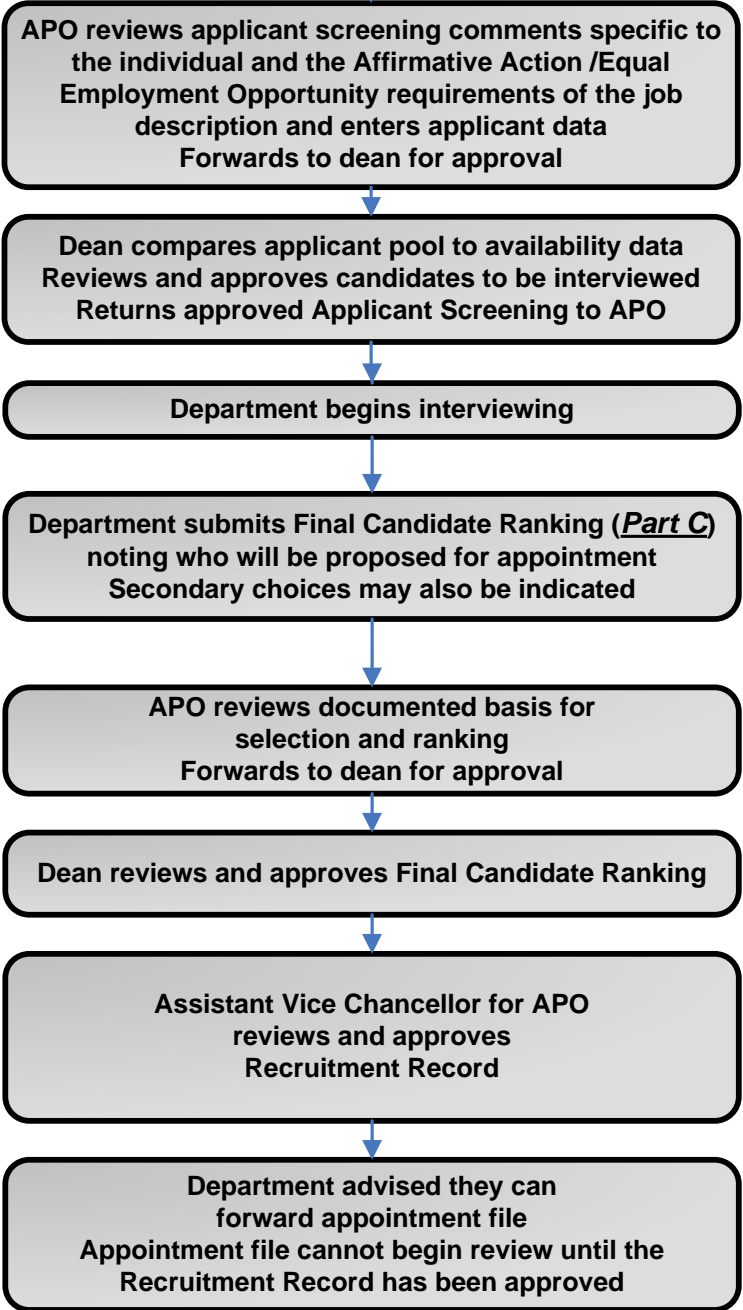 APO reviews applicant screening comments specific to
the individual and the Affirmative Action /Equal
Employment Opportunity requirements of the job
description and enters applicant data
Forwards to dean for approval
Dean compares applicant pool to availability data
Reviews and approves candidates to be interviewed
Returns approved Applicant Screening to APO
Department begins interviewing
Department submits Final Candidate Ranking (Part C)
noting who will be proposed for appointment
Secondary choices may also be indicated
APO reviews documented basis for
selection and ranking
Forwards to dean for approval
Dean reviews and approves Final Candidate Ranking
Assistant Vice Chancellor for APO
reviews and approves
Recruitment Record
Department advised they can
forward appointment file
Appointment file cannot begin review until the
Recruitment Record has been approved